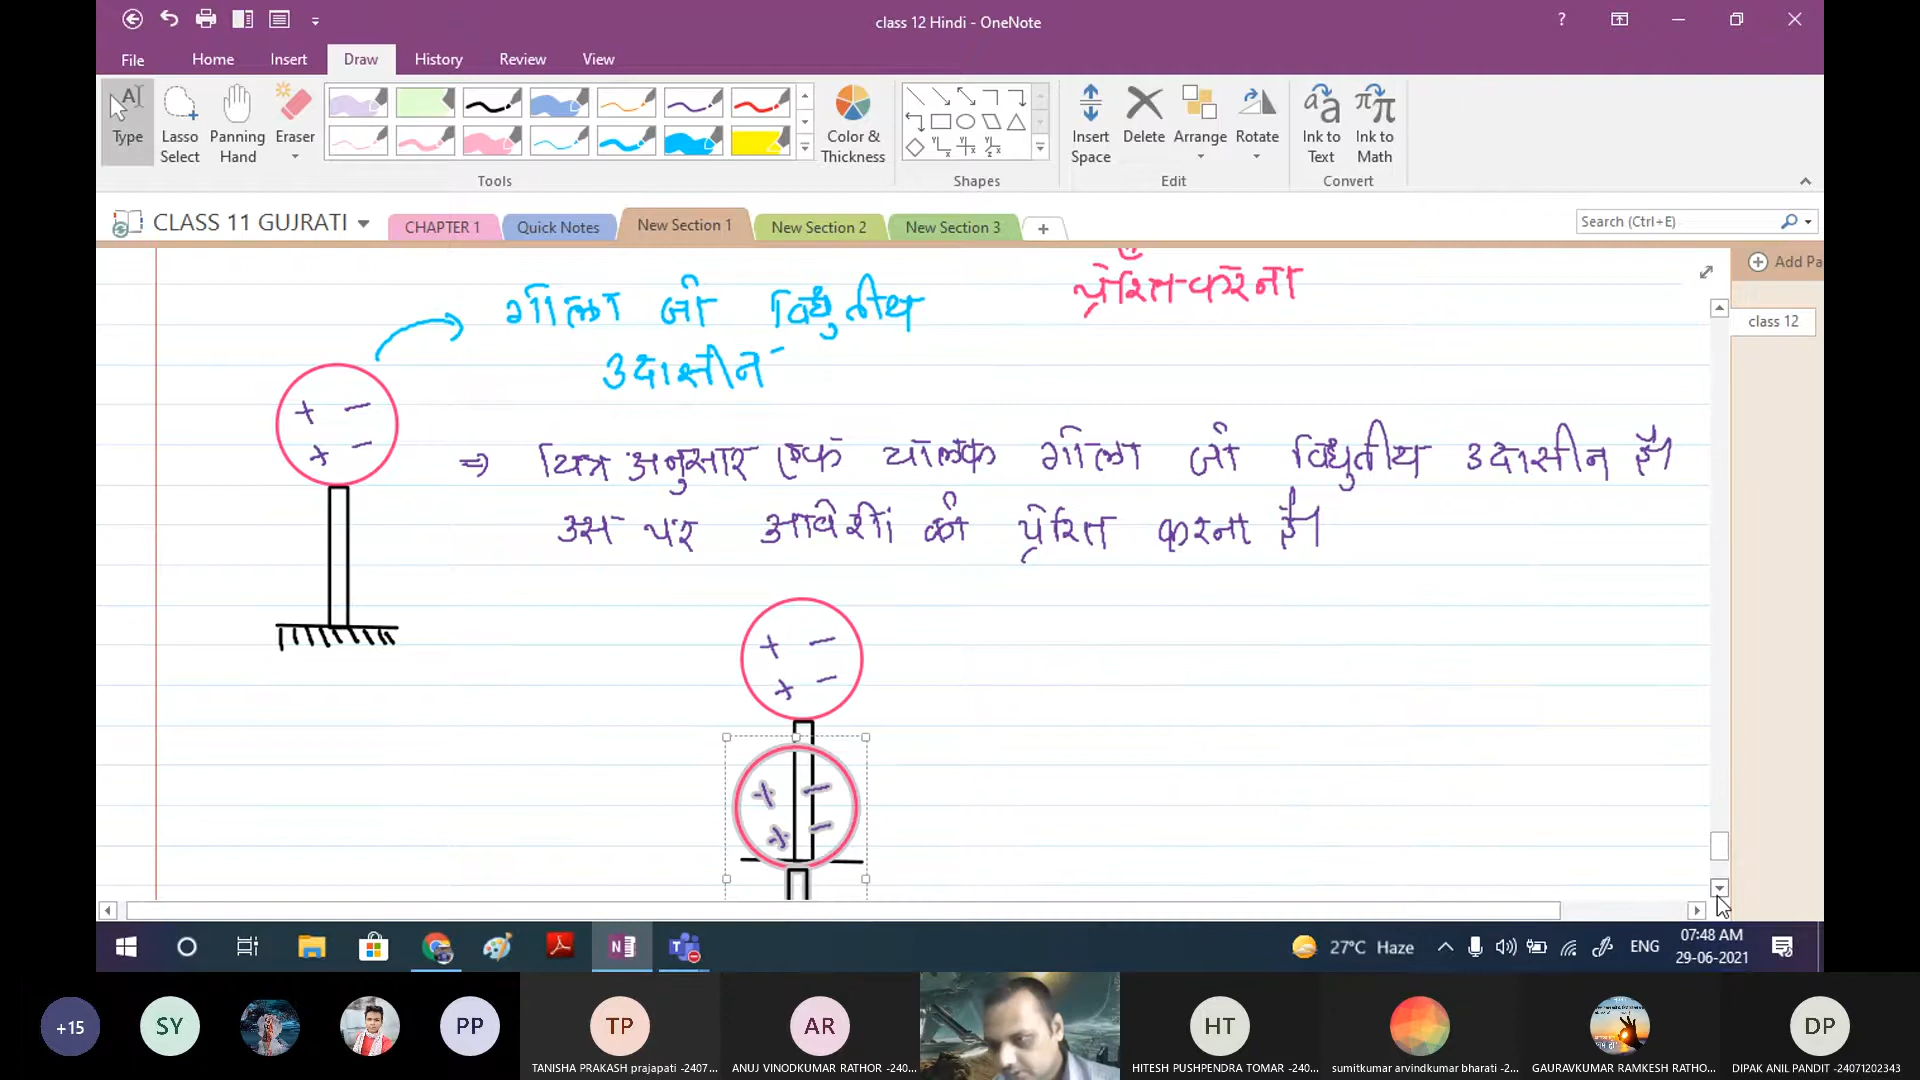 class 12 Hindi - OneNote
File Home Insert Draw History Review View
Type Lasso Select Panning Hand Eraser Color & Thickness Insert Space Delete Arrange Rotate Ink to Text Ink to Math
Tools Shapes Edit Convert
CLASS 11 GUJRATI CHAPTER 1 Quick Notes New Section 1 New Section 2 New Section 3 Search (Ctrl+E)
Add Pa
class 12
प्रेरित करना
गोला जो विधुतीय
उदासीन
+ −
+ −
⇒ चित्र अनुसार एक चालक गोला जो विधुतीय उदासीन है।
उस पर आवेशों को प्रेरित करना है।
+ −
+ −
+ −
+ −
27°C Haze ENG 07:48 AM
29-06-2021
+15 SY PP TP AR HT DP
TANISHA PRAKASH prajapati -2407... ANUJ VINODKUMAR RATHOR -240... HITESH PUSHPENDRA TOMAR -240... sumitkumar arvindkumar bharati -2... GAURAVKUMAR RAMKESH RATHO... DIPAK ANIL PANDIT -24071202343